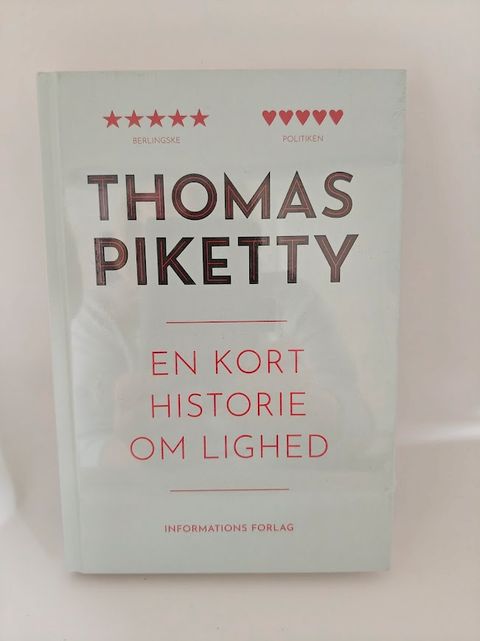 ★★★★★ ♥♥♥♥♥
BERLINGSKE POLITIKEN
THOMAS
PIKETTY
EN KORT
HISTORIE
OM LIGHED
INFORMATIONS FORLAG